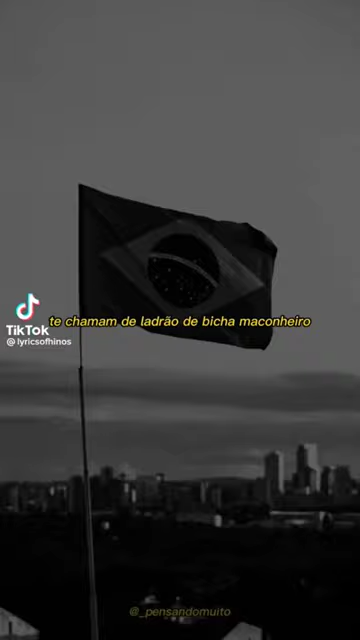 te chamam de ladrão de bicha maconheiro
TikTok
@lyricsofhinos
@_pensandomuito